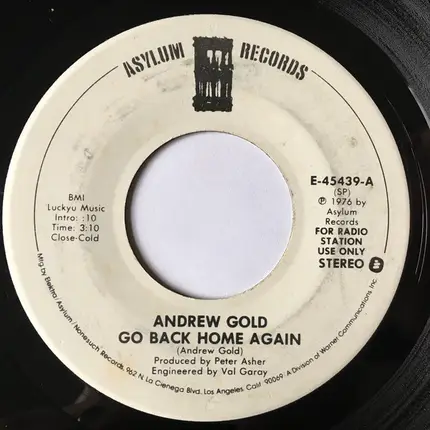 ASYLUM RECORDS
E-45439-A
(SP)
℗ 1976 by
Asylum
Records
FOR RADIO
STATION
USE ONLY
STEREO
BMI
Luckyu Music
Intro: :10
Time: 3:10
Close-Cold
ANDREW GOLD
GO BACK HOME AGAIN
(Andrew Gold)
Produced by Peter Asher
Engineered by Val Garay
Mfg by Elektra/Asylum/Nonesuch Records, 962 N. La Cienega Blvd. Los Angeles, Calif. 90069. A Division of Warner Communications Inc.